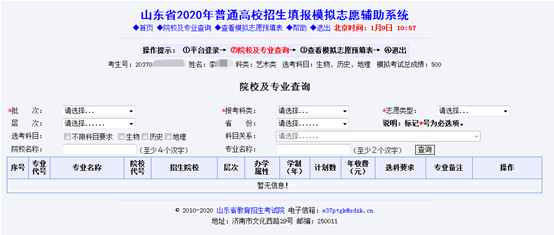 山东省2020年普通高校招生填报模拟志愿辅助系统
◆首页 ◆院校及专业查询 ◆查看模拟志愿预填表 ◆帮助 ◆退出 北京时间：1月9日 10:57
操作提示： ①平台登录→ ②院校及专业查询→ ③查看模拟志愿预填表→ ④退出
考生号：20370 姓名：李 科类：艺术类 选考科目：生物、历史、地理 模拟考试总成绩：500
院校及专业查询
*批 次： 请选择... *报考科类： 请选择... *志愿类型： 请选择...
层 次： 请选择...... 省 份： 请选择...... 说明：标记*号为必选项。
选考科目： 不限科目要求 生物 历史 地理 科目关系： 请选择......
院校名称： （至少4个汉字） 专业名称： （至少2个汉字） 查询
序号 专业代号 专业名称 院校代号 招生院校 层次 办学属性 学制（年） 计划数 年收费（元） 选科要求 专业备注 操作
暂无信息！
© 2010-2020 山东省教育招生考试院 电子信箱：e37ptgk@sdzk.cn
地址：济南市文化西路29号 邮编：250011